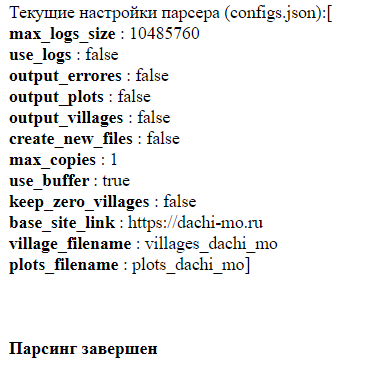 Текущие настройки парсера (configs.json):[
max_logs_size : 10485760
use_logs : false
output_errores : false
output_plots : false
output_villages : false
create_new_files : false
max_copies : 1
use_buffer : true
keep_zero_villages : false
base_site_link : https://dachi-mo.ru
village_filename : villages_dachi_mo
plots_filename : plots_dachi_mo]
Парсинг завершен